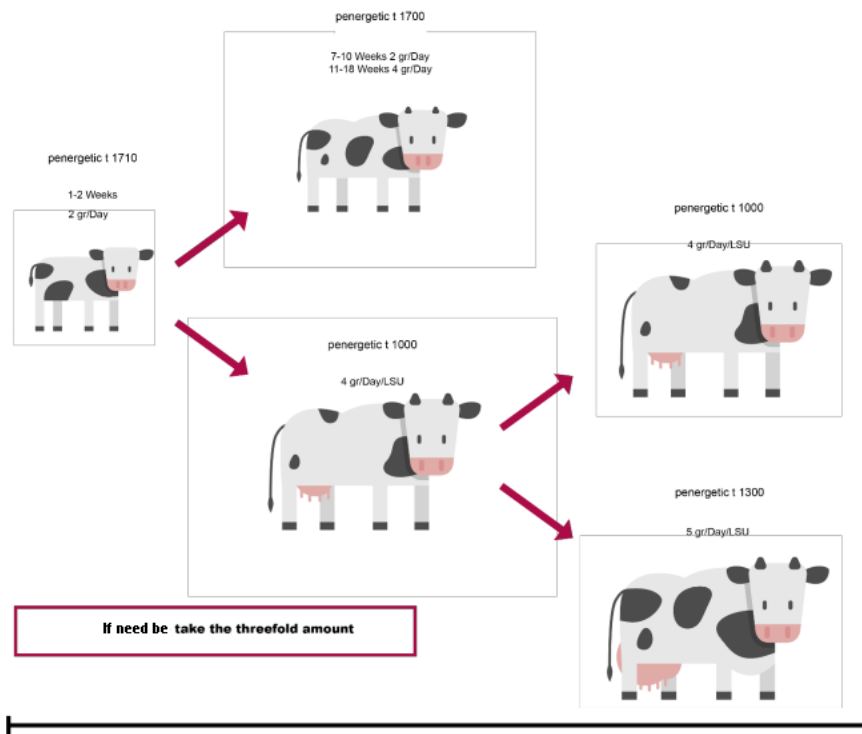 penergetic t 1700
7-10 Weeks 2 gr/Day
11-18 Weeks 4 gr/Day
penergetic t 1710
1-2 Weeks
2 gr/Day
penergetic t 1000
4 gr/Day/LSU
penergetic t 1000
4 gr/Day/LSU
penergetic t 1300
5 gr/Day/LSU
If need be take the threefold amount